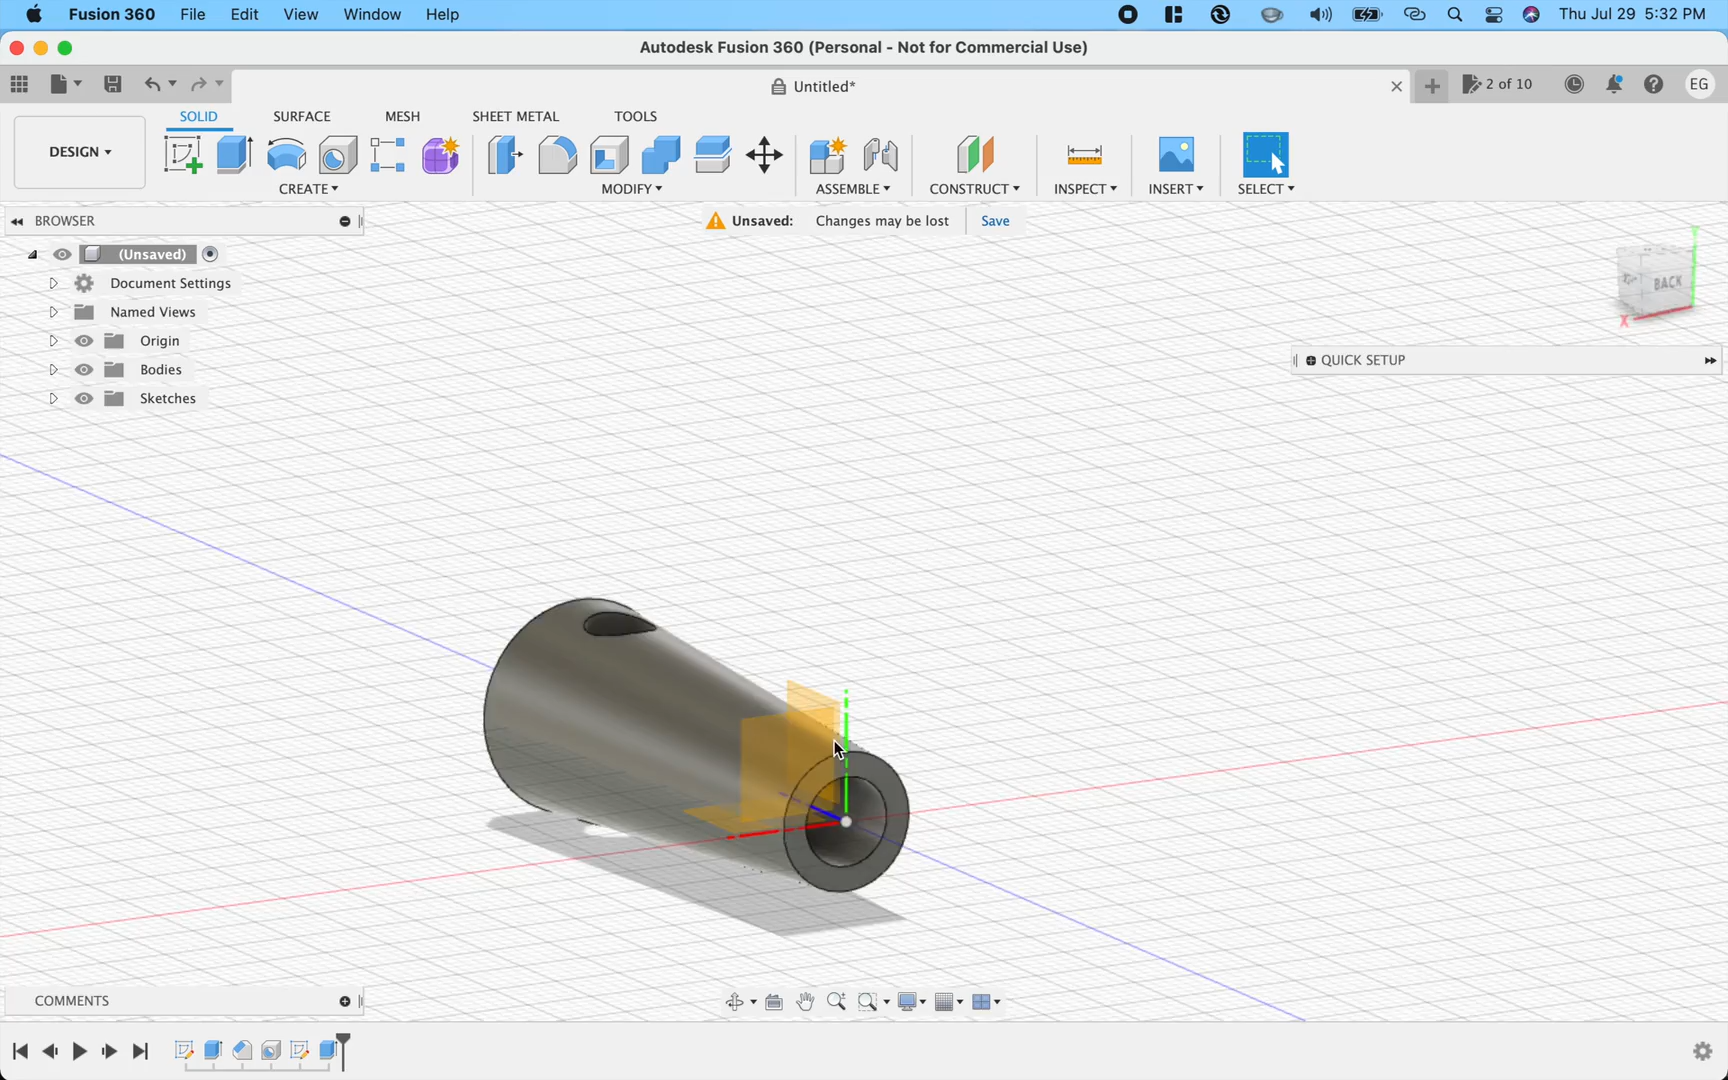 Fusion 360 File Edit View Window Help Thu Jul 29 5:32 PM
Autodesk Fusion 360 (Personal - Not for Commercial Use)
Untitled* 2 of 10 EG
SOLID SURFACE MESH SHEET METAL TOOLS
DESIGN
CREATE MODIFY ASSEMBLE CONSTRUCT INSPECT INSERT SELECT
BROWSER
Unsaved: Changes may be lost Save
(Unsaved)
Document Settings
Named Views
Origin
Bodies
Sketches
BACK
X
QUICK SETUP
COMMENTS